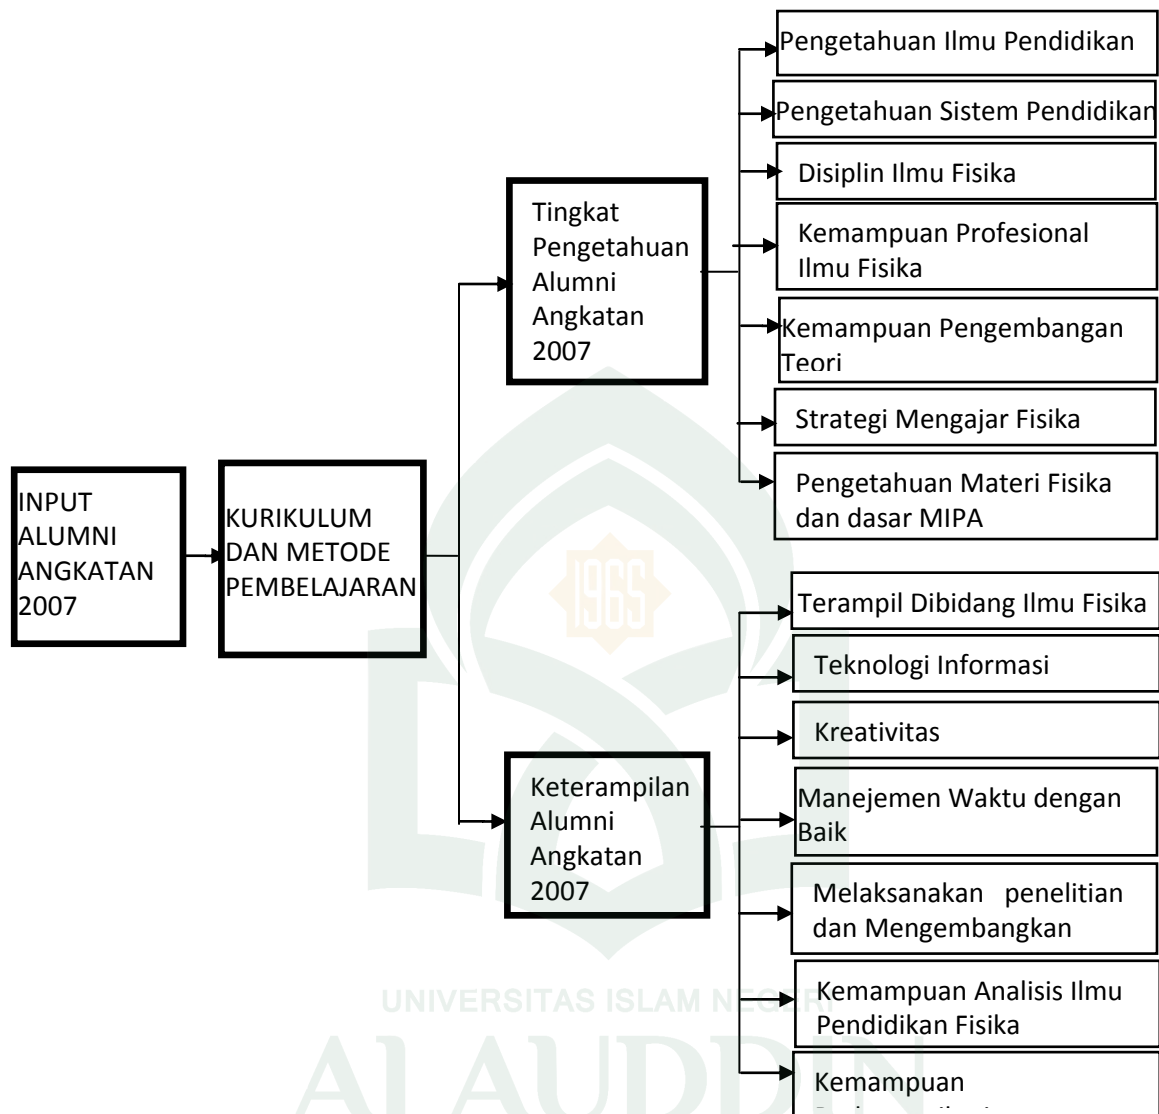 INPUT
ALUMNI
ANGKATAN
2007
KURIKULUM
DAN METODE
PEMBELAJARAN
Tingkat
Pengetahuan
Alumni
Angkatan
2007
Pengetahuan Ilmu Pendidikan
Pengetahuan Sistem Pendidikan
Disiplin Ilmu Fisika
Kemampuan Profesional
Ilmu Fisika
Kemampuan Pengembangan
Teori
Strategi Mengajar Fisika
Pengetahuan Materi Fisika
dan dasar MIPA
Keterampilan
Alumni
Angkatan
2007
Terampil Dibidang Ilmu Fisika
Teknologi Informasi
Kreativitas
Manejemen Waktu dengan
Baik
Melaksanakan penelitian
dan Mengembangkan
Kemampuan Analisis Ilmu
Pendidikan Fisika
Kemampuan
1965
UNIVERSITAS ISLAM NEGERI
ALAUDDIN